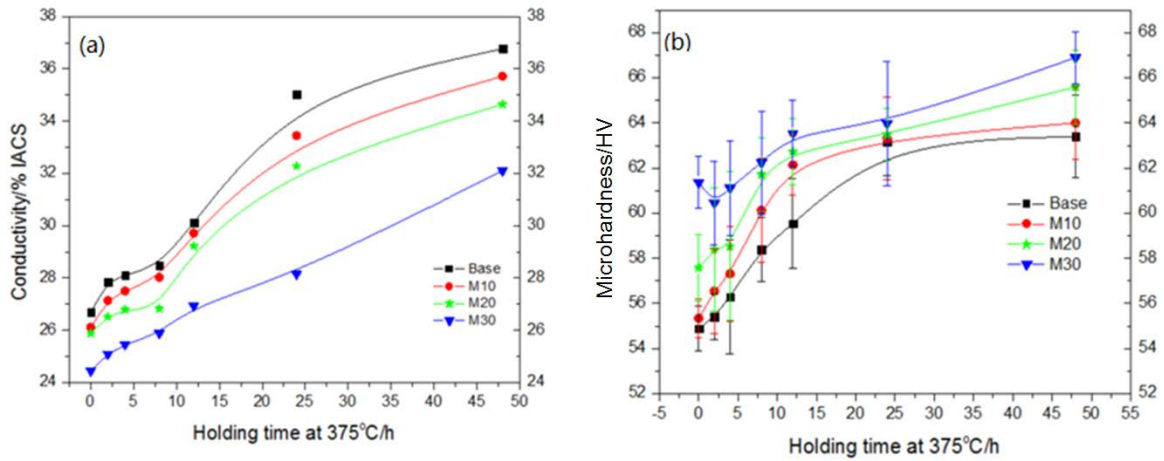 (a)
Conductivity/% IACS
38
36
34
32
30
28
26
24
38
36
34
32
30
28
26
24
0 5 10 15 20 25 30 35 40 45 50
Holding time at 375°C/h
Base
M10
M20
M30
(b)
Microhardness/HV
68
66
64
62
60
58
56
54
52
68
66
64
62
60
58
56
54
52
-5 0 5 10 15 20 25 30 35 40 45 50 55
Holding time at 375°C/h
Base
M10
M20
M30